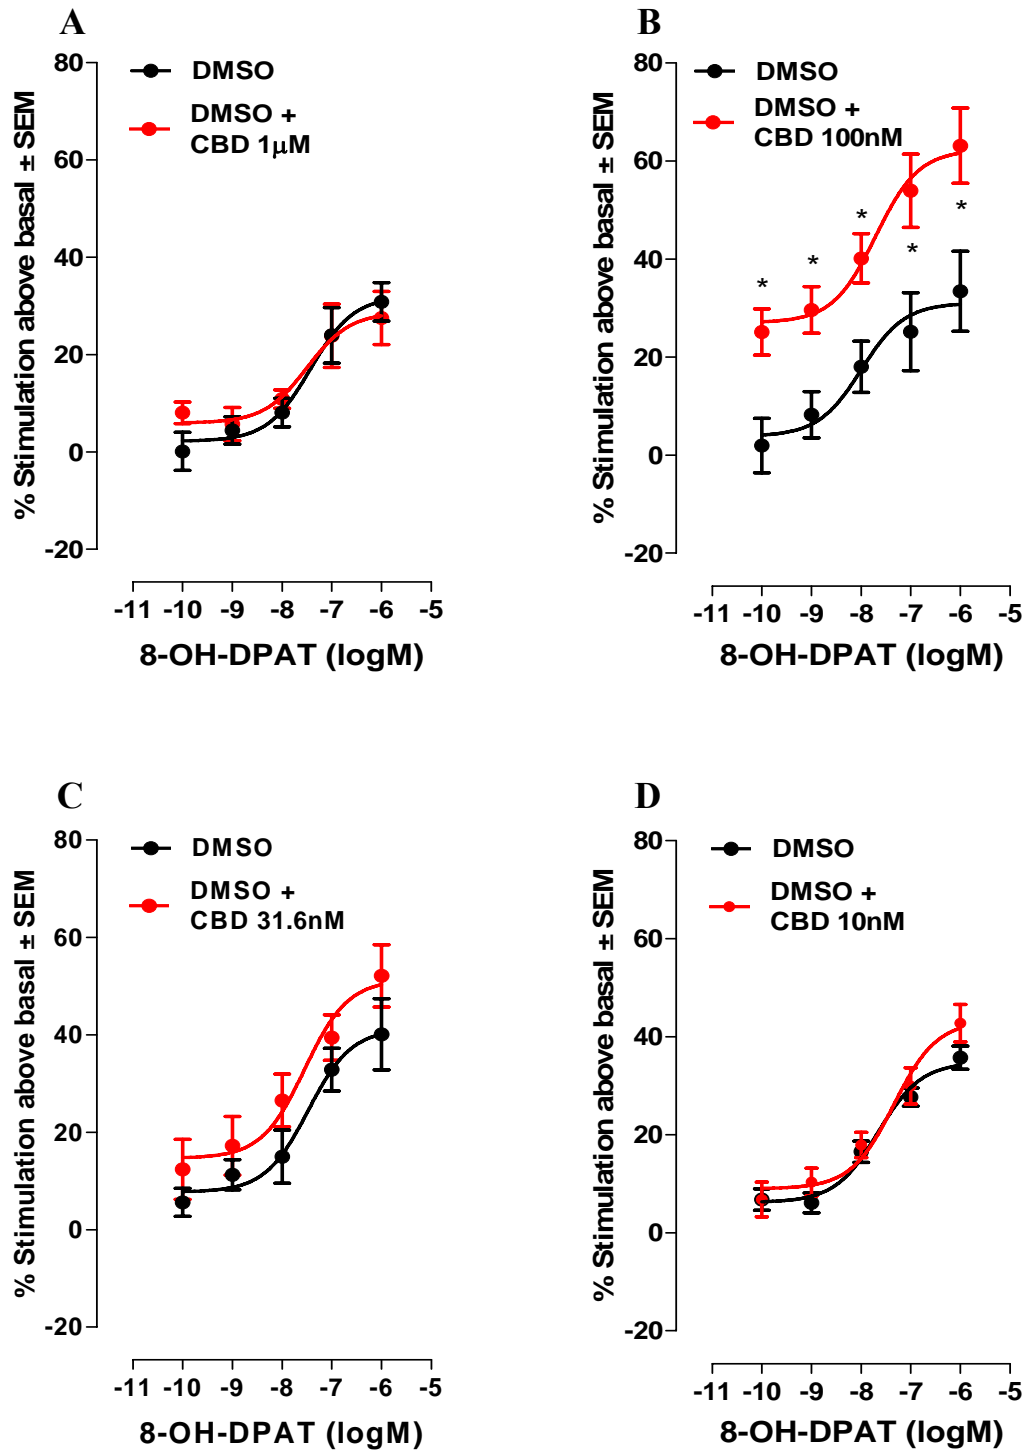 A
80
60
40
20
0
-20
% Stimulation above basal ± SEM
DMSO
DMSO +
CBD 1μM
-11 -10 -9 -8 -7 -6 -5
8-OH-DPAT (logM)
B
80
60
40
20
0
-20
% Stimulation above basal ± SEM
DMSO
DMSO +
CBD 100nM
* * * * *
-11 -10 -9 -8 -7 -6 -5
8-OH-DPAT (logM)
C
80
60
40
20
0
-20
% Stimulation above basal ± SEM
DMSO
DMSO +
CBD 31.6nM
-11 -10 -9 -8 -7 -6 -5
8-OH-DPAT (logM)
D
80
60
40
20
0
-20
% Stimulation above basal ± SEM
DMSO
DMSO +
CBD 10nM
-11 -10 -9 -8 -7 -6 -5
8-OH-DPAT (logM)